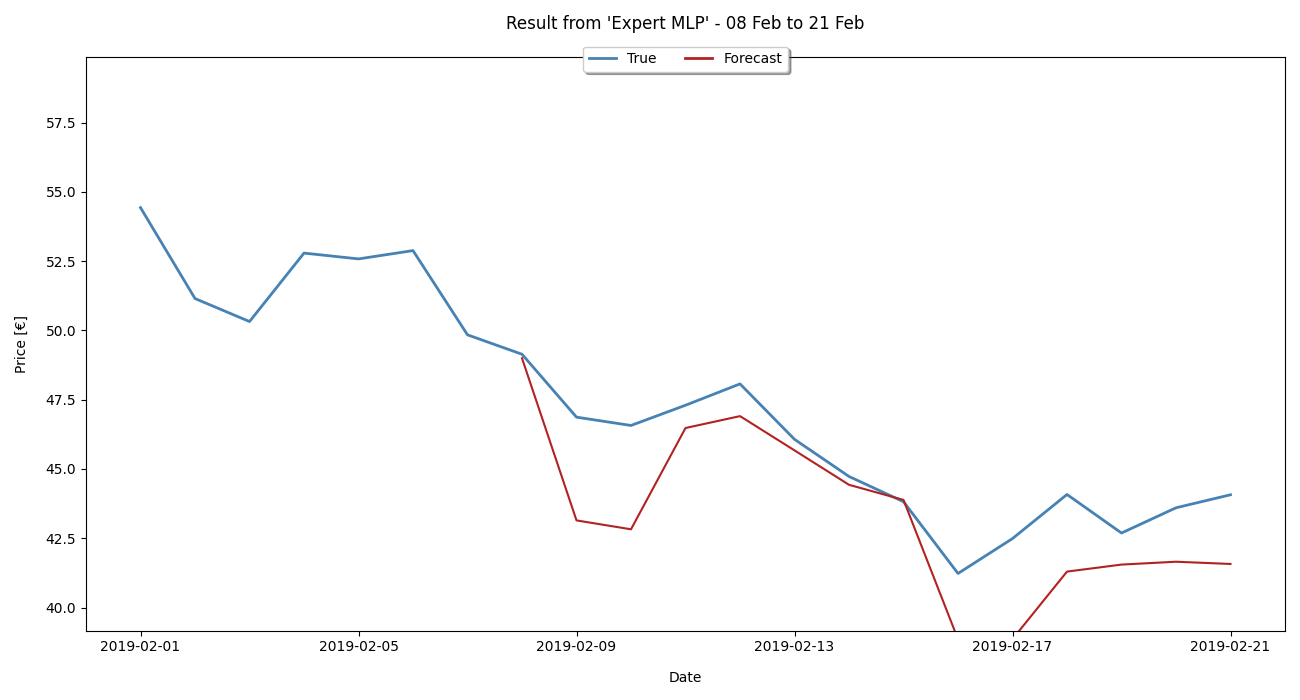 Result from 'Expert MLP' - 08 Feb to 21 Feb
True Forecast
57.5
55.0
52.5
50.0
47.5
45.0
42.5
40.0
Price [€]
2019-02-01 2019-02-05 2019-02-09 2019-02-13 2019-02-17 2019-02-21
Date